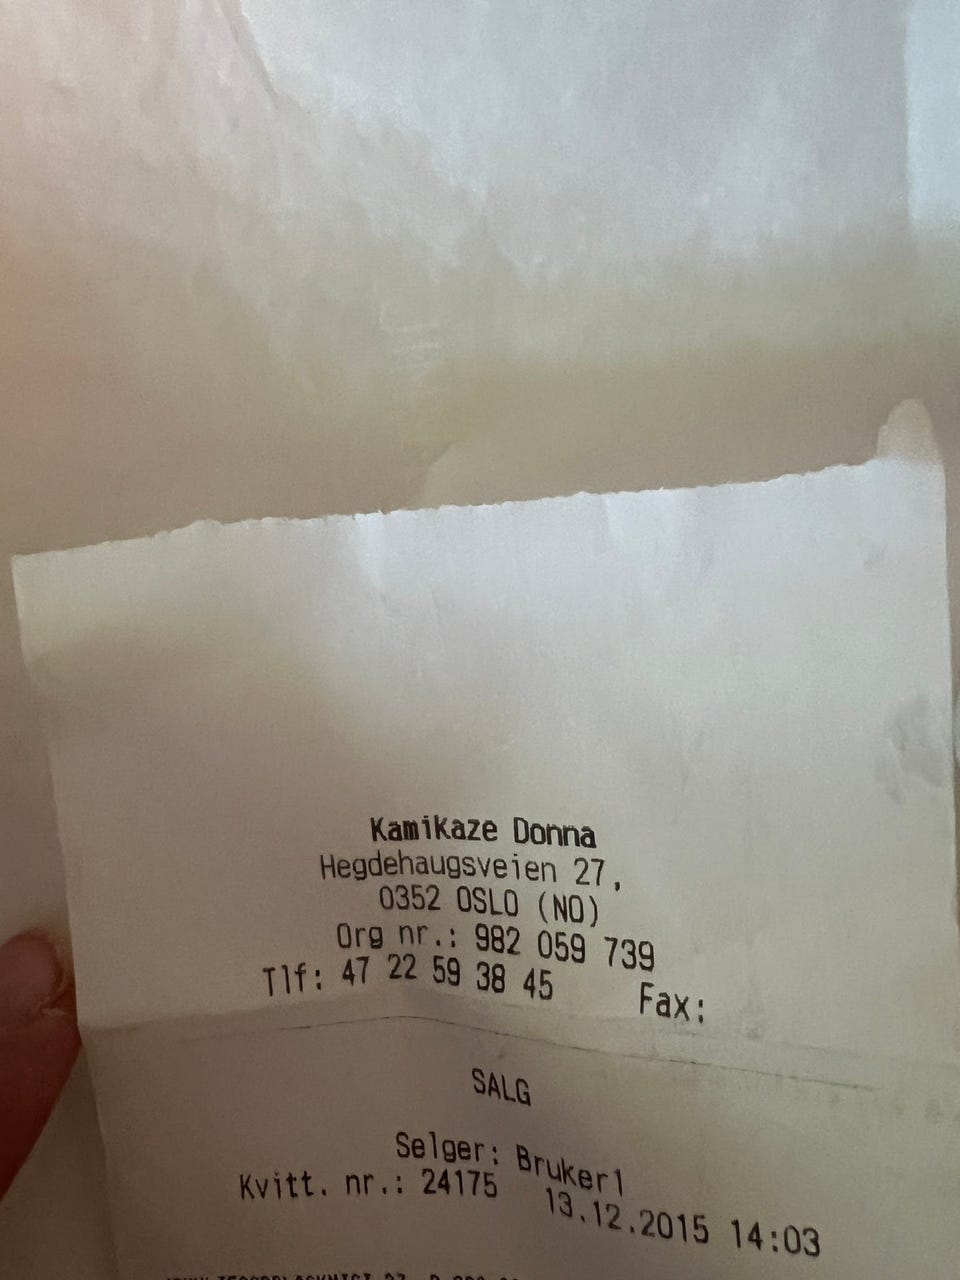 Kamikaze Donna
Hegdehaugsveien 27,
0352 OSLO (NO)
Org nr.: 982 059 739
Tlf: 47 22 59 38 45 Fax:
SALG
Selger: Bruker1
Kvitt. nr.: 24175 13.12.2015 14:03